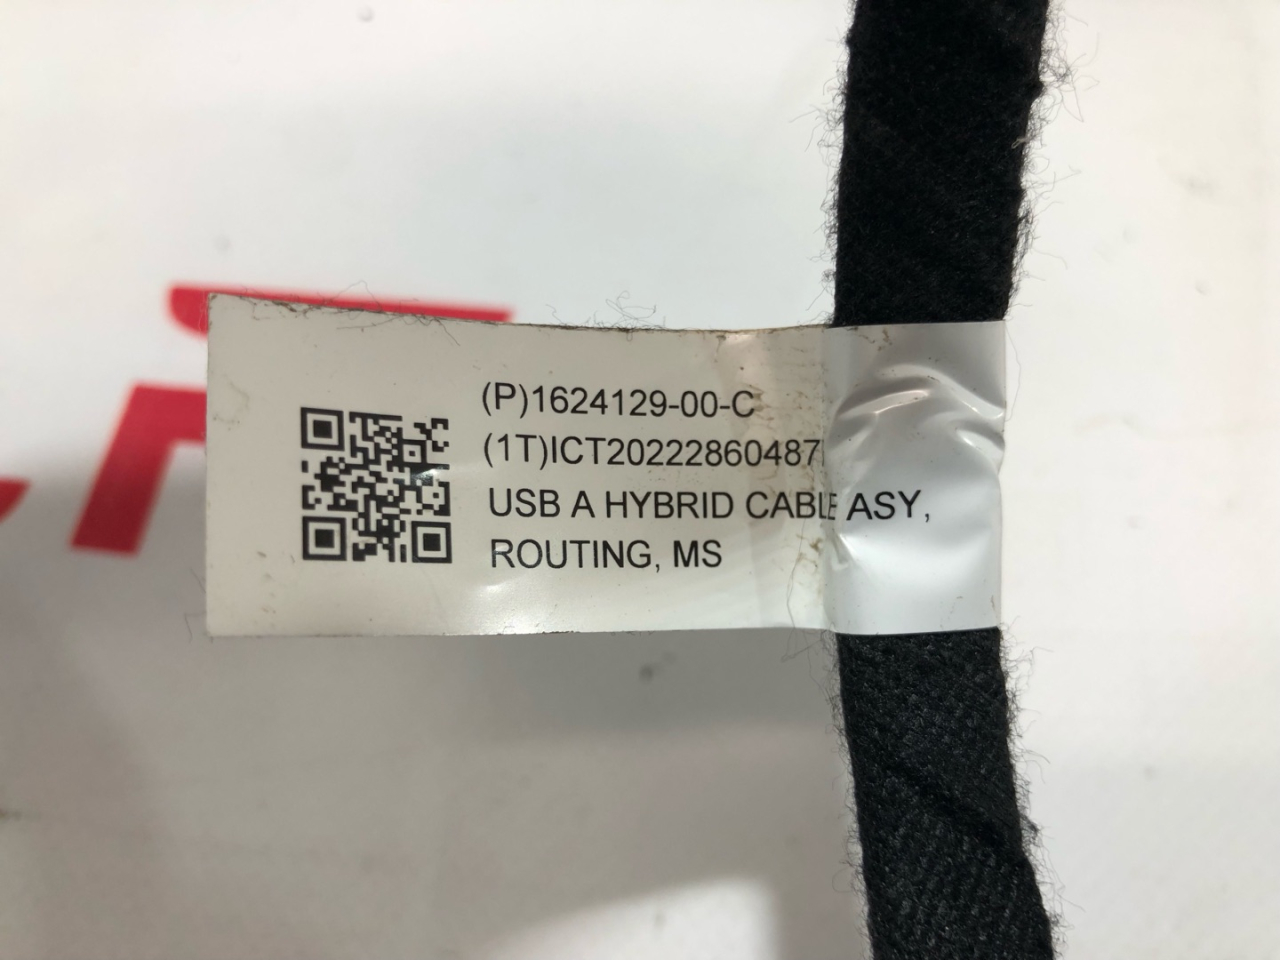 (P)1624129-00-C
(1T)ICT20222860487
USB A HYBRID CABLE ASY,
ROUTING, MS